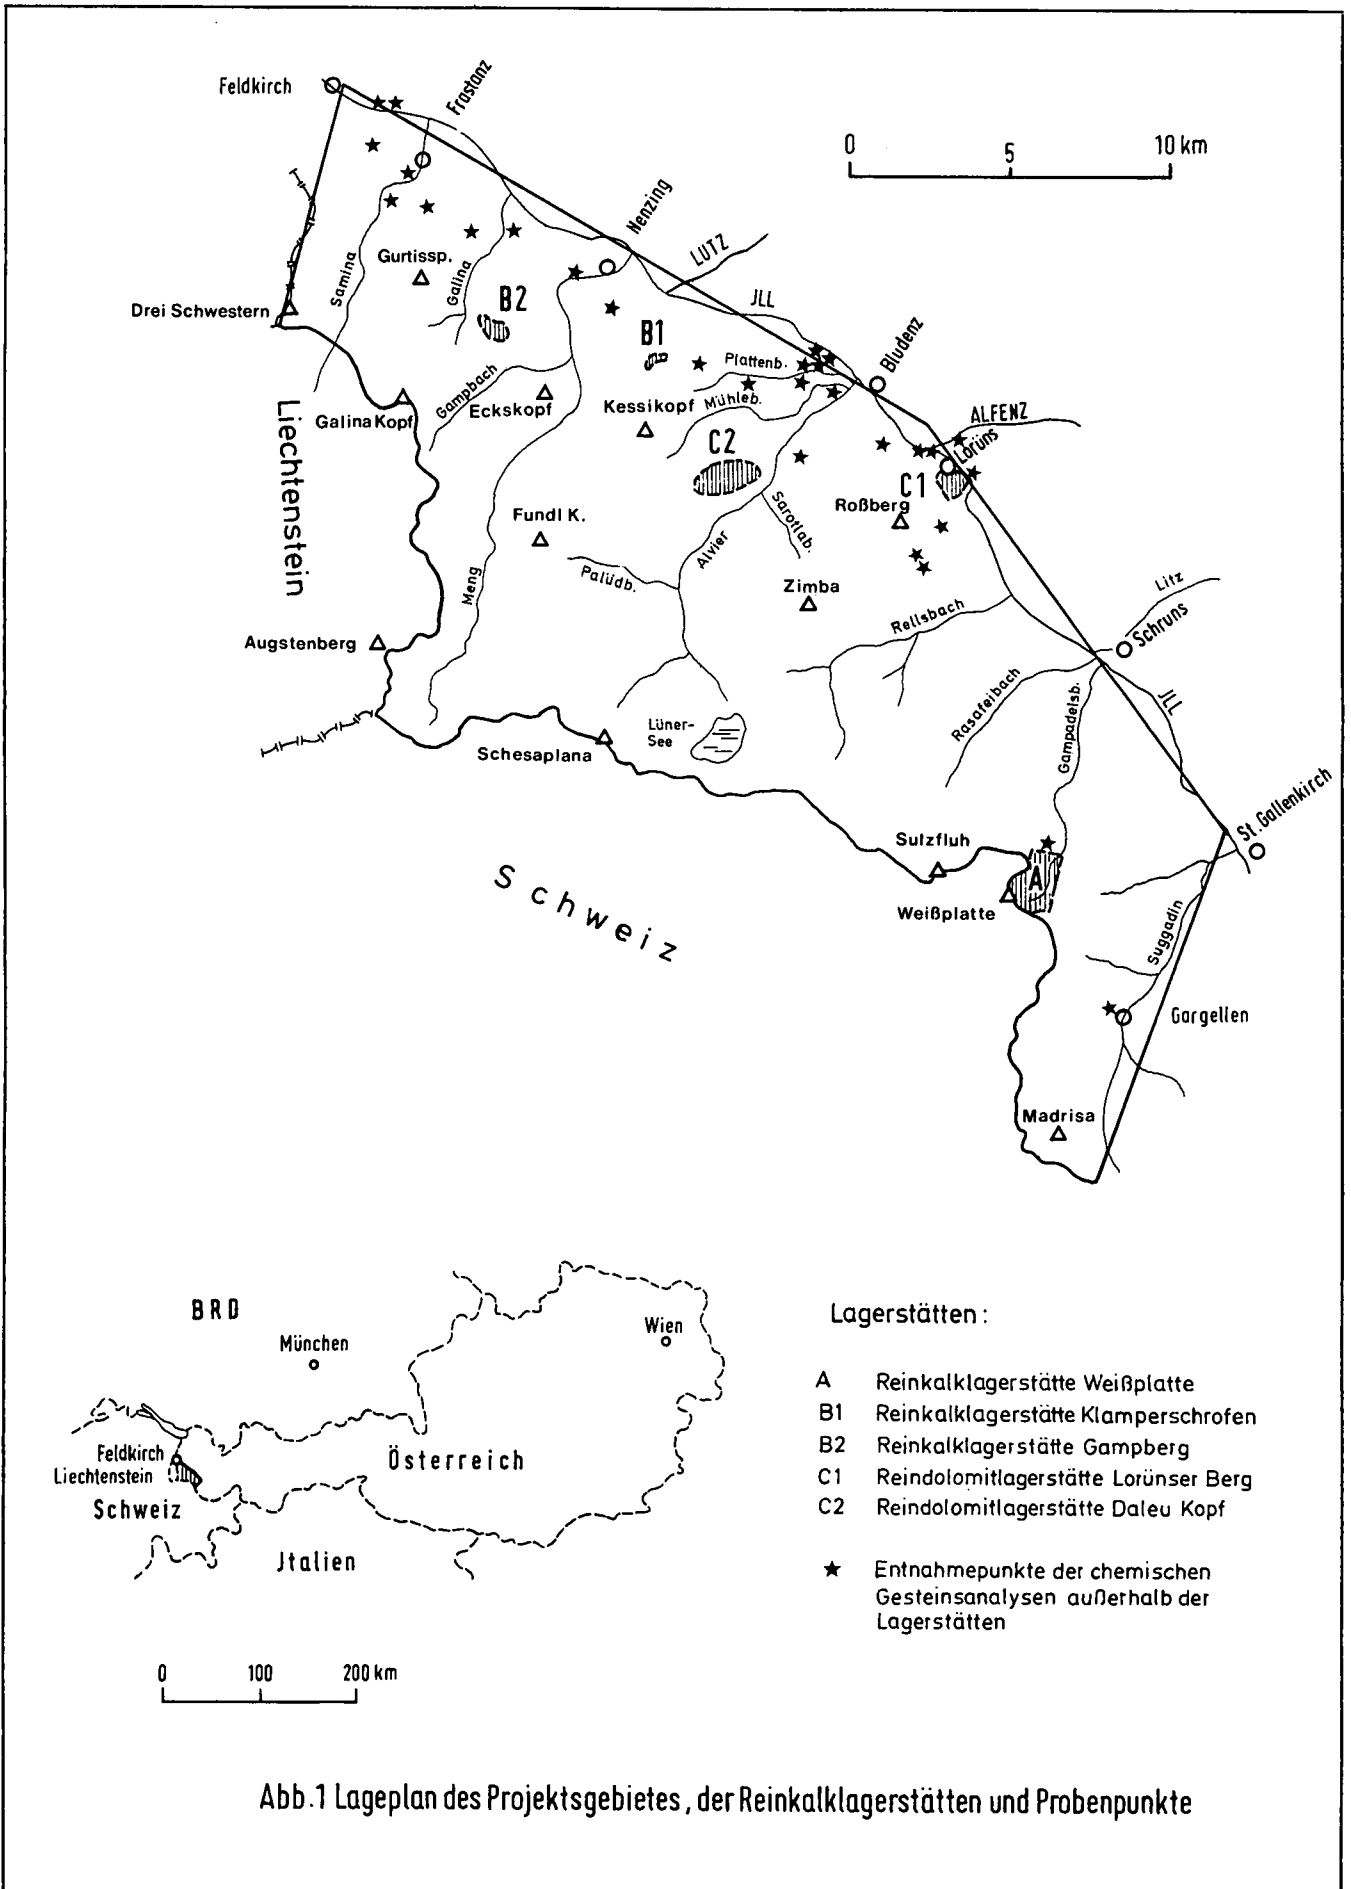 Feldkirch
Frastanz
0 5 10 km
Nenzing
LUTZ
Gurtissp.
Samina
Galina
B2
JLL
Drei Schwestern
B1
Bludenz
Plattenb.
Gampbach
Eckskopf
Kessikopf
Mühleb.
Galina Kopf
ALFENZ
Liechtenstein
C2
Lorüns
C1
Roßberg
Sarotlab.
Fundl K.
Alvier
Meng
Palüdb.
Zimba
Litz
Rellsbach
Schruns
Augstenberg
Rasafeibach
Gampadelsb.
JLL
Lüner-
See
Schesaplana
St. Gallenkirch
Sulzfluh
A
Schweiz
Weißplatte
Suggadin
Gargellen
Madrisa
BRD
München
Wien
Feldkirch
Liechtenstein
Österreich
Schweiz
Jtalien
0 100 200 km
Lagerstätten:
A Reinkalklagerstätte Weißplatte
B1 Reinkalklagerstätte Klamperschrofen
B2 Reinkalklagerstätte Gampberg
C1 Reindolomitlagerstätte Lorünser Berg
C2 Reindolomitlagerstätte Daleu Kopf
★ Entnahmepunkte der chemischen
Gesteinsanalysen außerhalb der
Lagerstätten
Abb.1 Lageplan des Projektsgebietes, der Reinkalklagerstätten und Probenpunkte